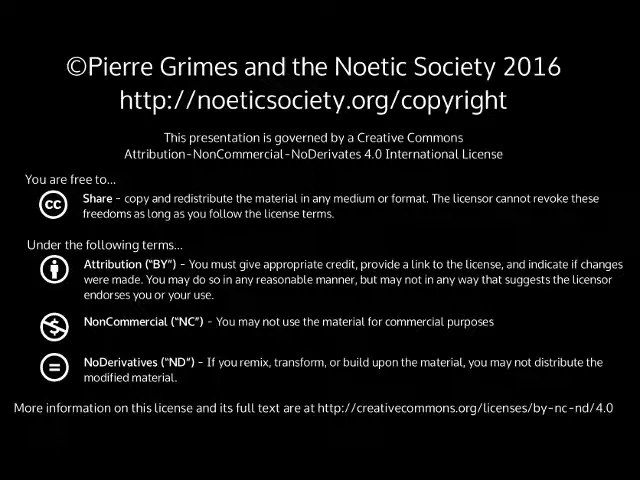 ©Pierre Grimes and the Noetic Society 2016
http://noeticsociety.org/copyright
This presentation is governed by a Creative Commons
Attribution-NonCommercial-NoDerivates 4.0 International License
You are free to...
cc
Share - copy and redistribute the material in any medium or format. The licensor cannot revoke these
freedoms as long as you follow the license terms.
Under the following terms...
Attribution ("BY") - You must give appropriate credit, provide a link to the license, and indicate if changes
were made. You may do so in any reasonable manner, but may not in any way that suggests the licensor
endorses you or your use.
NonCommercial ("NC") - You may not use the material for commercial purposes
NoDerivatives ("ND") - If you remix, transform, or build upon the material, you may not distribute the
modified material.
More information on this license and its full text are at http://creativecommons.org/licenses/by-nc-nd/4.0